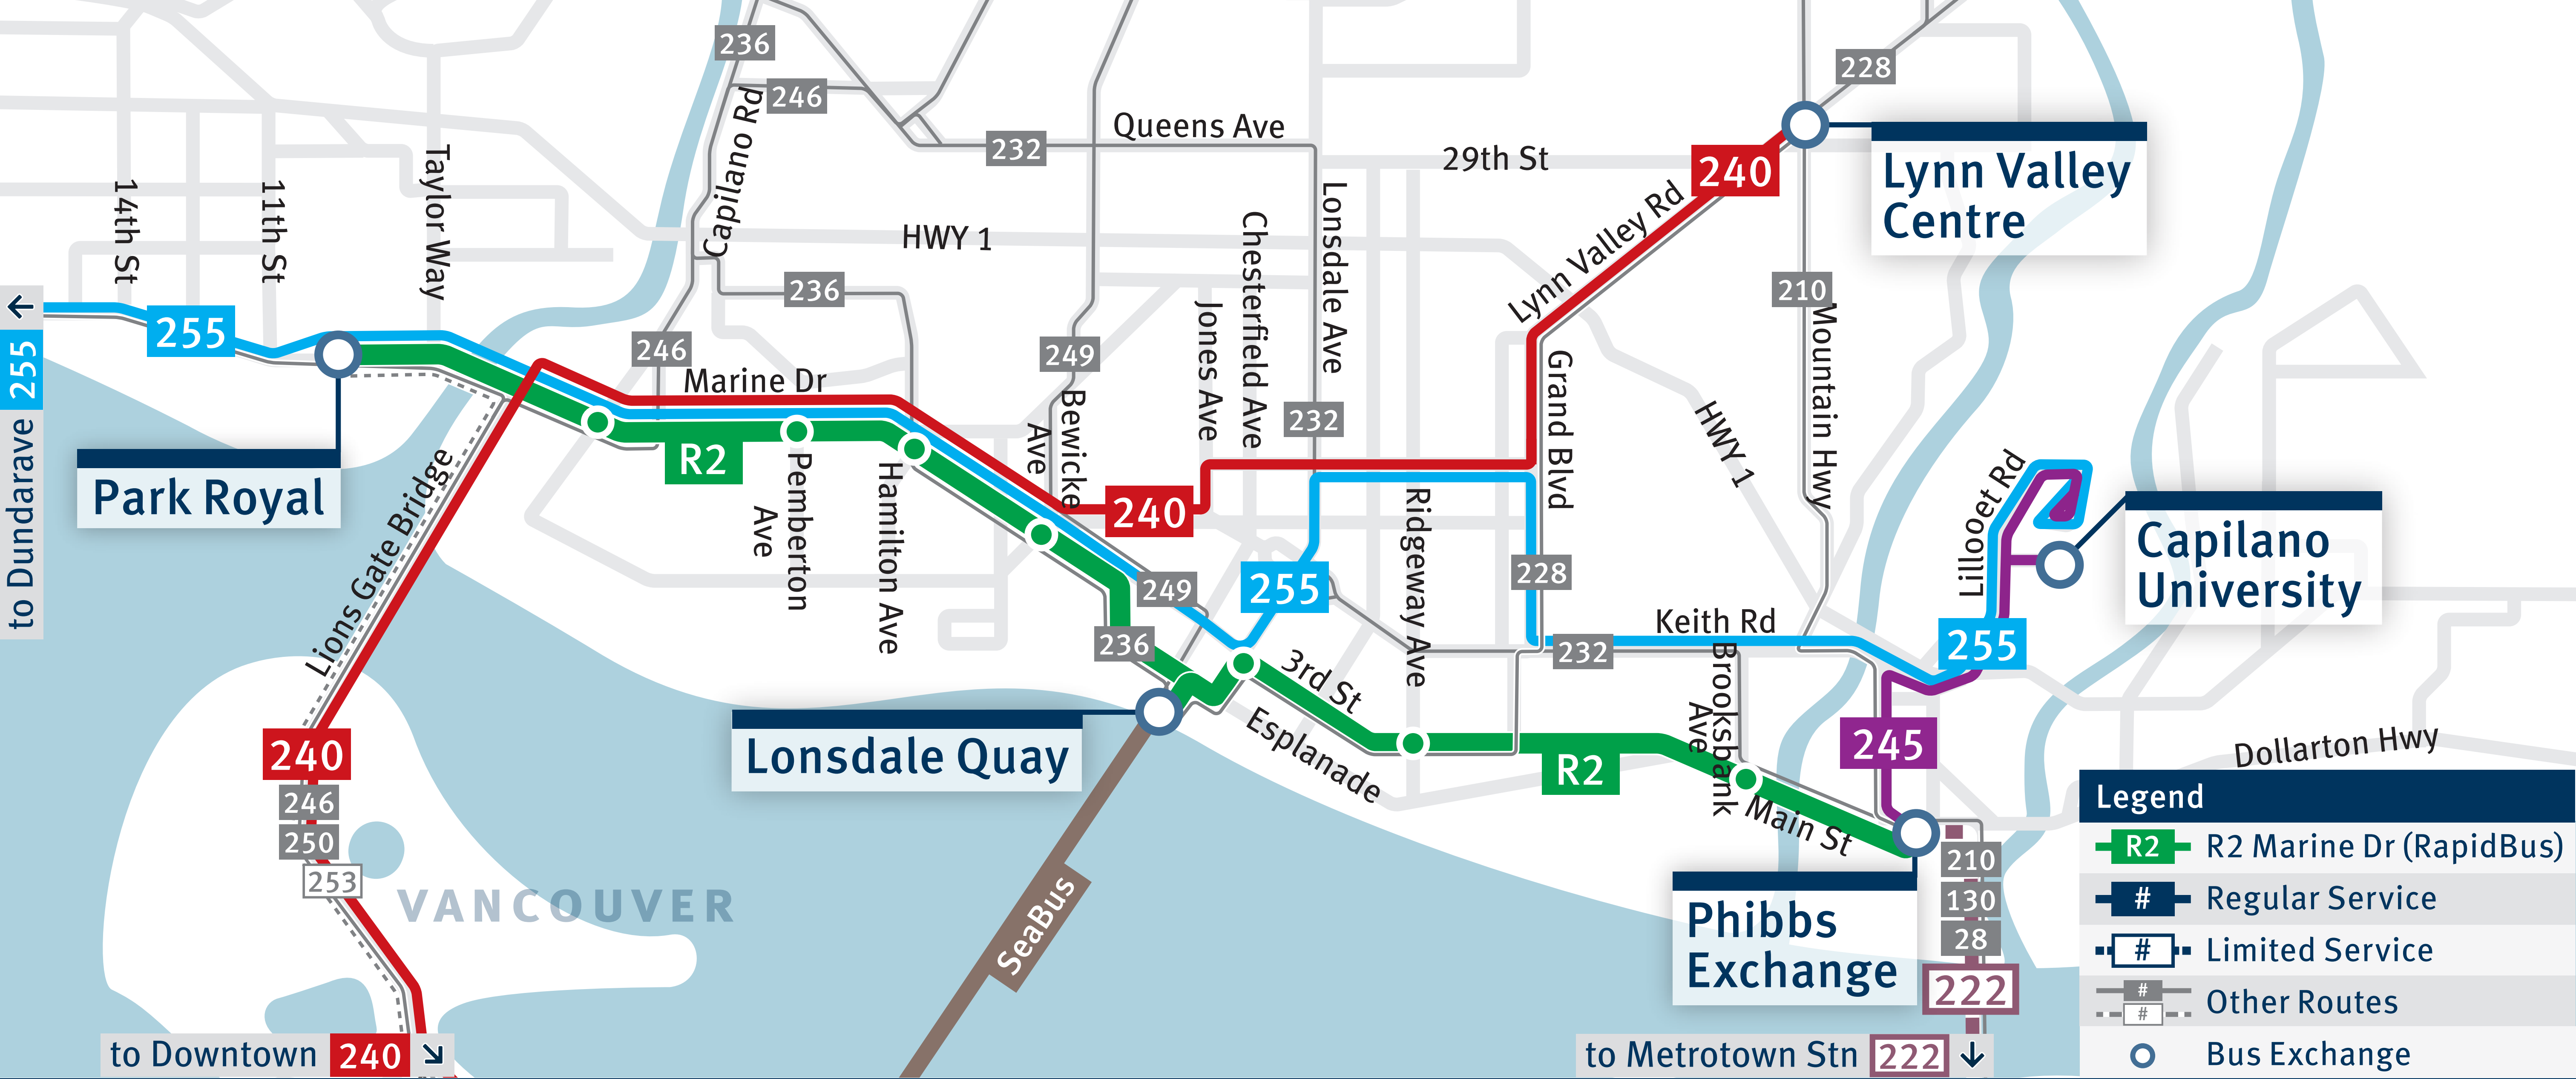 236
246
228
Queens Ave
232
29th St
240
Lynn Valley
Centre
14th St
11th St
Taylor Way
Capilano Rd
HWY 1
Chesterfield Ave
Lonsdale Ave
Lynn Valley Rd
236
210
Mountain Hwy
←
255
to Dundarave
255
246
249
Jones Ave
Grand Blvd
Marine Dr
Bewicke
Ave
232
HWY 1
R2
Park Royal
Pemberton
Ave
Hamilton Ave
240
Ridgeway Ave
Lillooet Rd
Capilano
University
Lions Gate Bridge
249
255
228
236
Keith Rd
232
255
3rd St
Brooksbank
Ave
Esplanade
Lonsdale Quay
240
246
250
253
VANCOUVER
R2
245
Main St
Dollarton Hwy
SeaBus
Phibbs
Exchange
210
130
28
222
to Downtown 240 ↘
to Metrotown Stn 222 ↓
Legend
R2 R2 Marine Dr (RapidBus)
# Regular Service
# Limited Service
# # Other Routes
Bus Exchange